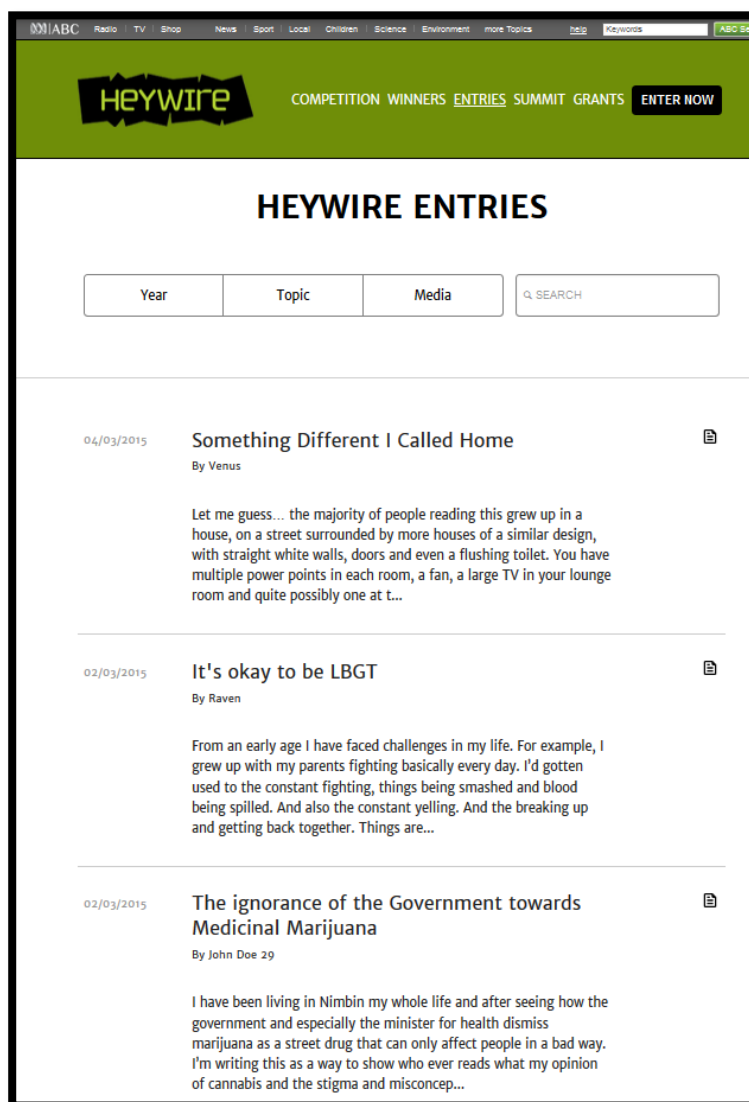 ABC Radio TV Shop News Sport Local Children Science Environment more Topics help Keywords ABC Se
HEYWIRE COMPETITION WINNERS ENTRIES SUMMIT GRANTS ENTER NOW
HEYWIRE ENTRIES
Year Topic Media SEARCH
04/03/2015 Something Different I Called Home
By Venus
Let me guess... the majority of people reading this grew up in a
house, on a street surrounded by more houses of a similar design,
with straight white walls, doors and even a flushing toilet. You have
multiple power points in each room, a fan, a large TV in your lounge
room and quite possibly one at t...
02/03/2015 It's okay to be LBGT
By Raven
From an early age I have faced challenges in my life. For example, I
grew up with my parents fighting basically every day. I'd gotten
used to the constant fighting, things being smashed and blood
being spilled. And also the constant yelling. And the breaking up
and getting back together. Things are...
02/03/2015 The ignorance of the Government towards
Medicinal Marijuana
By John Doe 29
I have been living in Nimbin my whole life and after seeing how the
government and especially the minister for health dismiss
marijuana as a street drug that can only affect people in a bad way.
I'm writing this as a way to show who ever reads what my opinion
of cannabis and the stigma and misconcep...